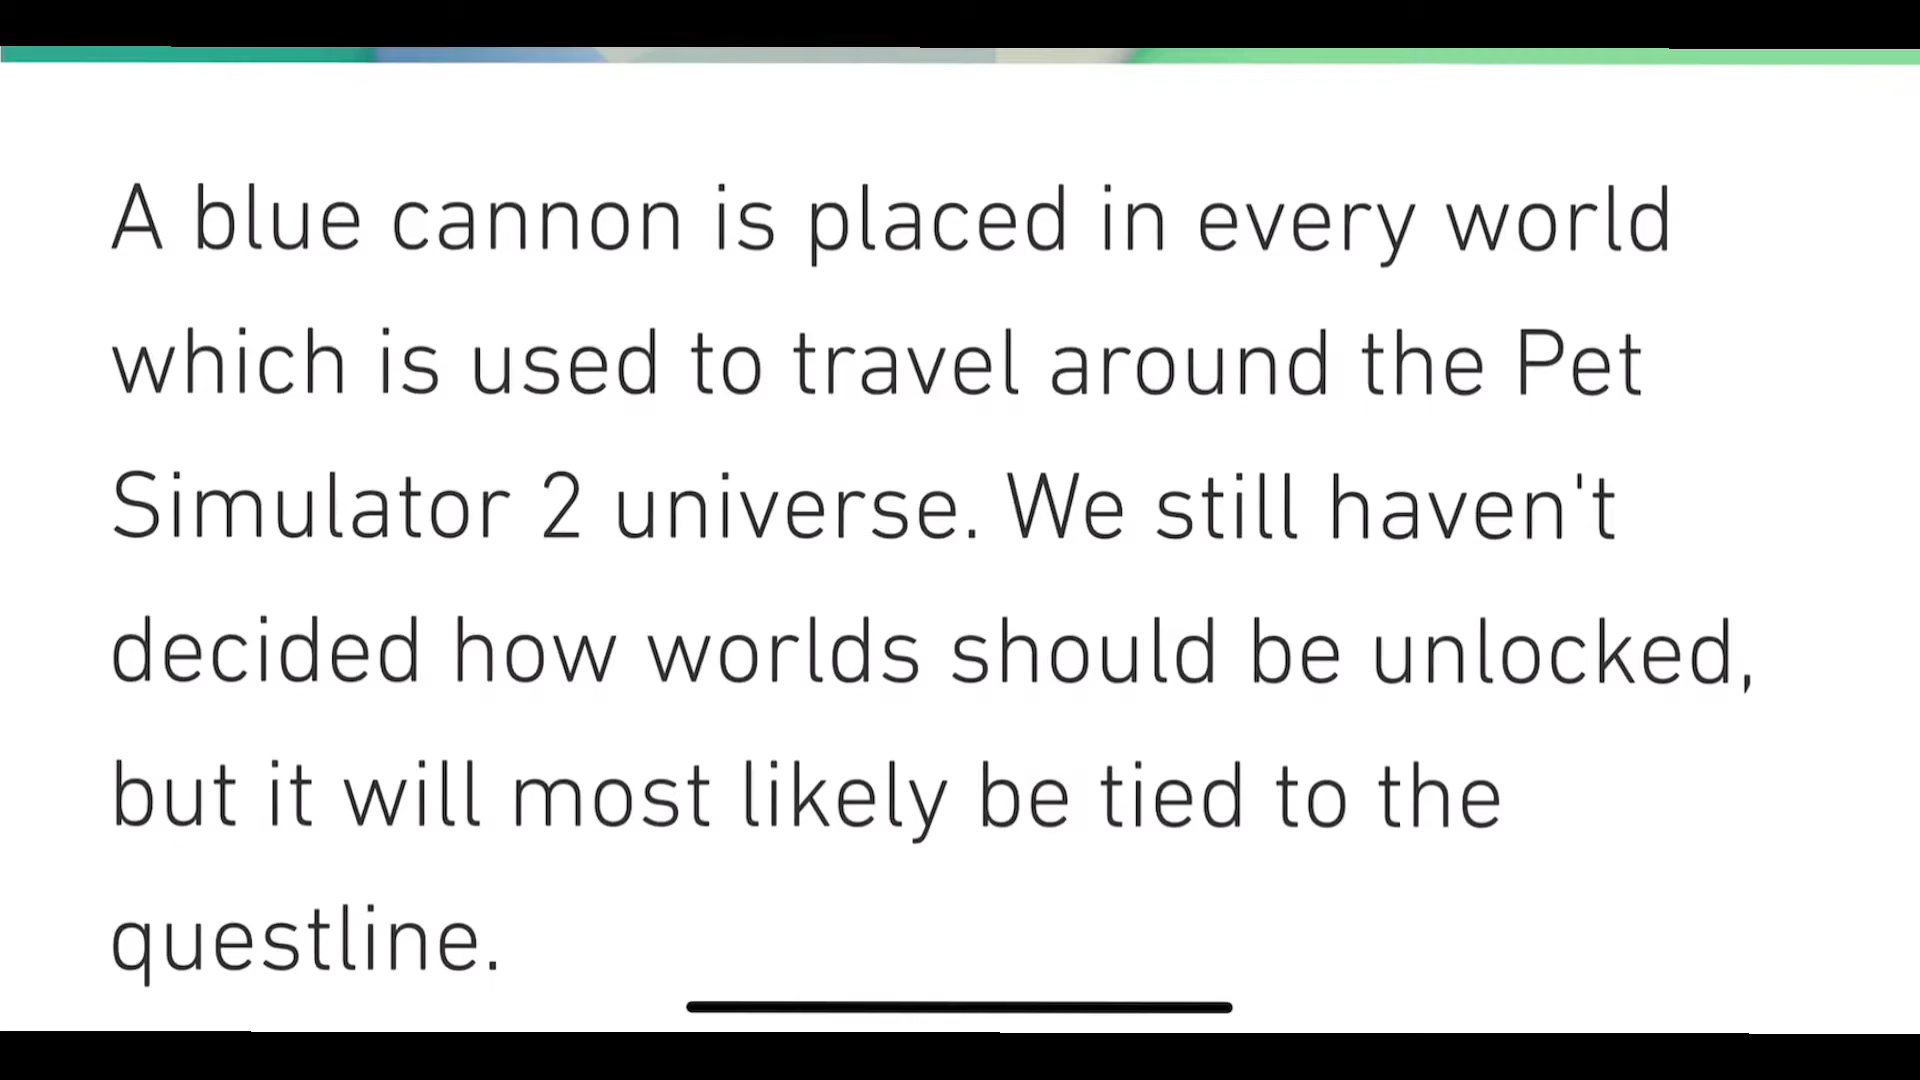 A blue cannon is placed in every world
which is used to travel around the Pet
Simulator 2 universe. We still haven't
decided how worlds should be unlocked,
but it will most likely be tied to the
questline.